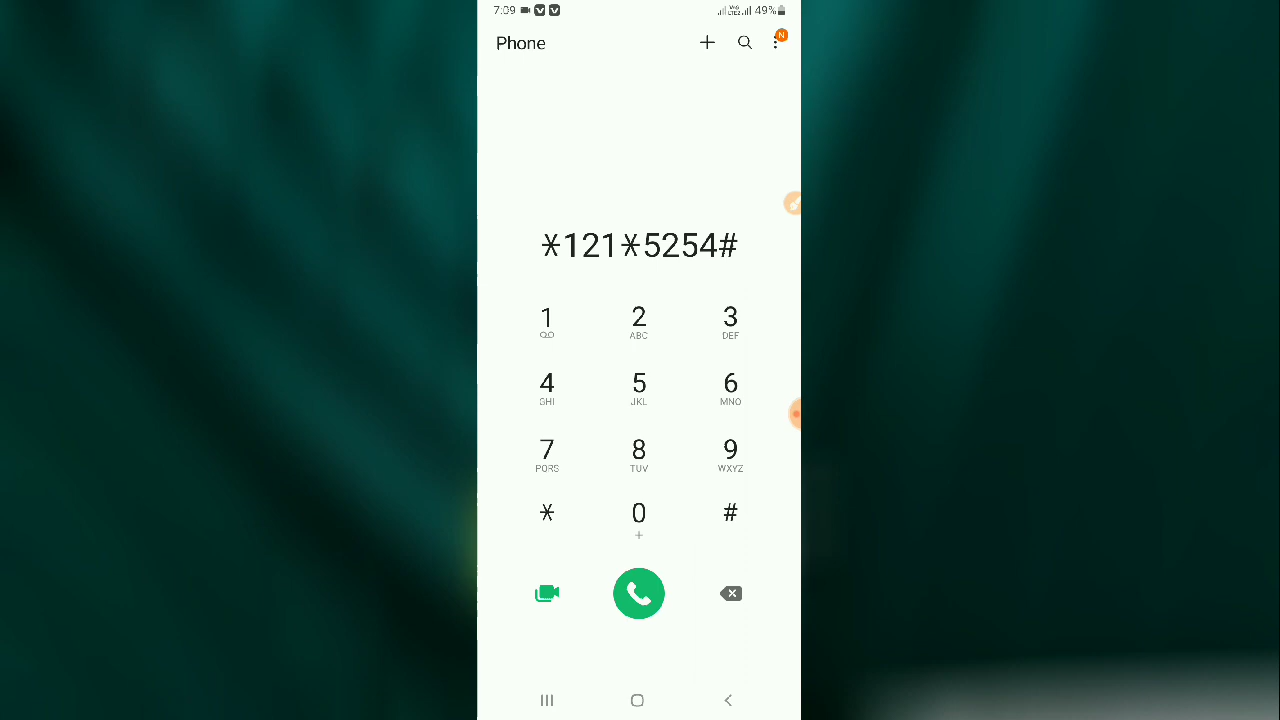 7:09 49%
N
Phone
*121*5254#
1 2 3
ABC DEF
4 5 6
GHI JKL MNO
7 8 9
PQRS TUV WXYZ
* 0 #
+